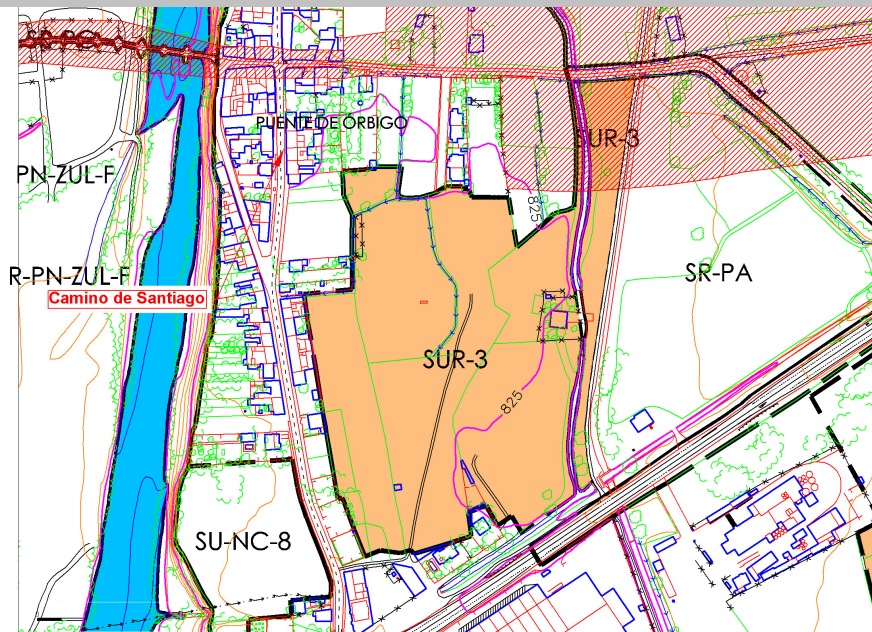 PUENTE DE ÓRBIGO
SUR-3
PN-ZUL-F
825
R-PN-ZUL-F
SR-PA
Camino de Santiago
SUR-3
825
SU-NC-8